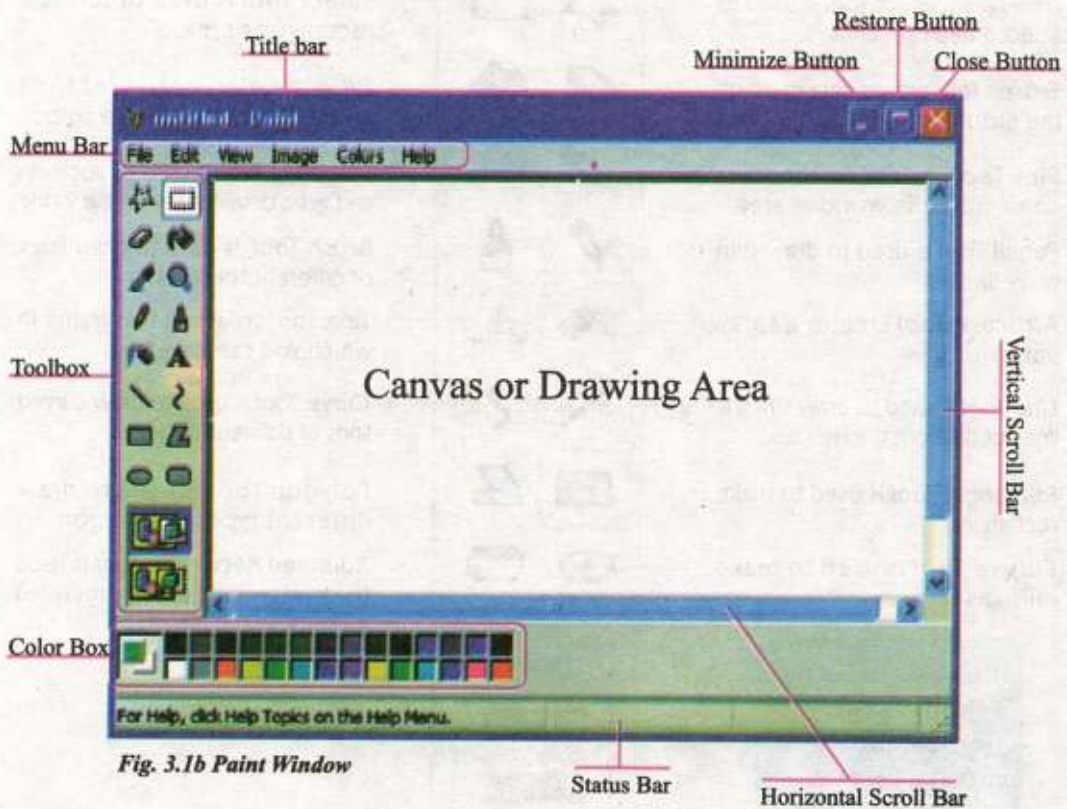 Restore Button
Title bar
Minimize Button
Close Button
untitled - Paint
Menu Bar
File Edit View Image Colors Help
Toolbox
A
Canvas or Drawing Area
Vertical Scroll Bar
Color Box
For Help, click Help Topics on the Help Menu.
Fig. 3.1b Paint Window
Status Bar
Horizontal Scroll Bar